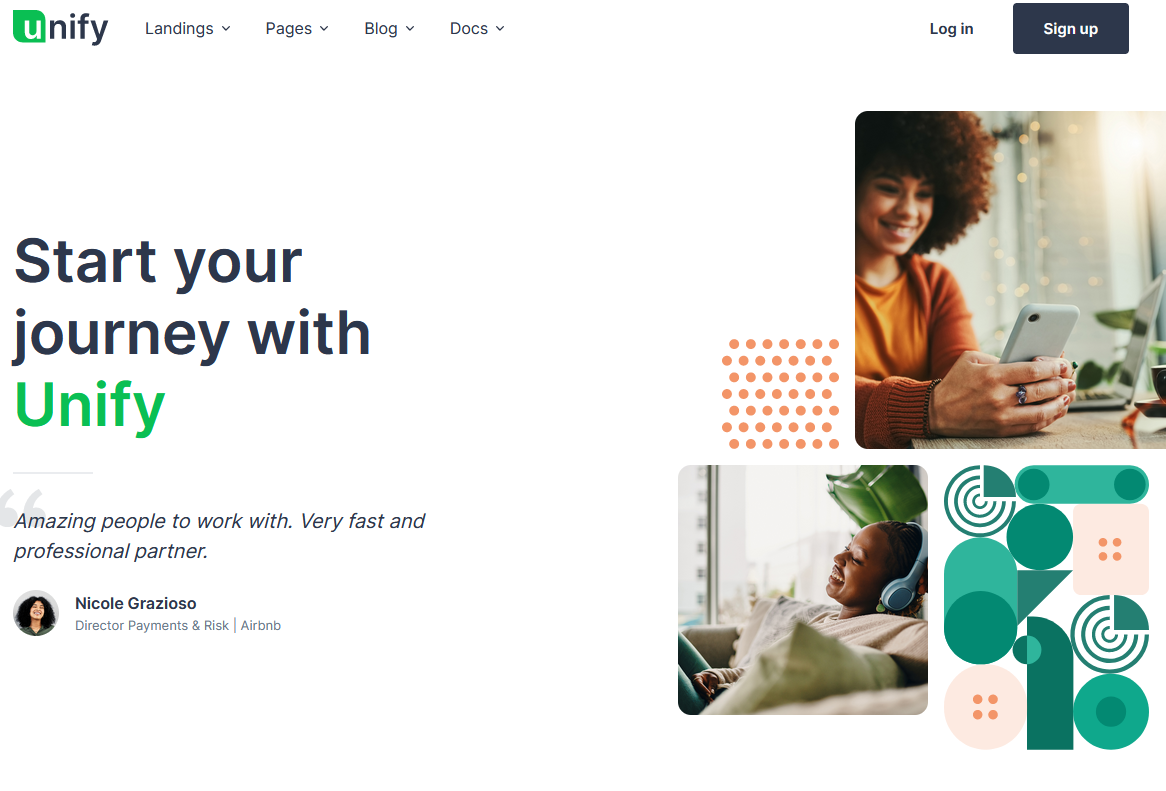 unify
Landings
Pages
Blog
Docs
Log in
Sign up
Start your
journey with
Unify
“
Amazing people to work with. Very fast and
professional partner.
Nicole Grazioso
Director Payments & Risk | Airbnb